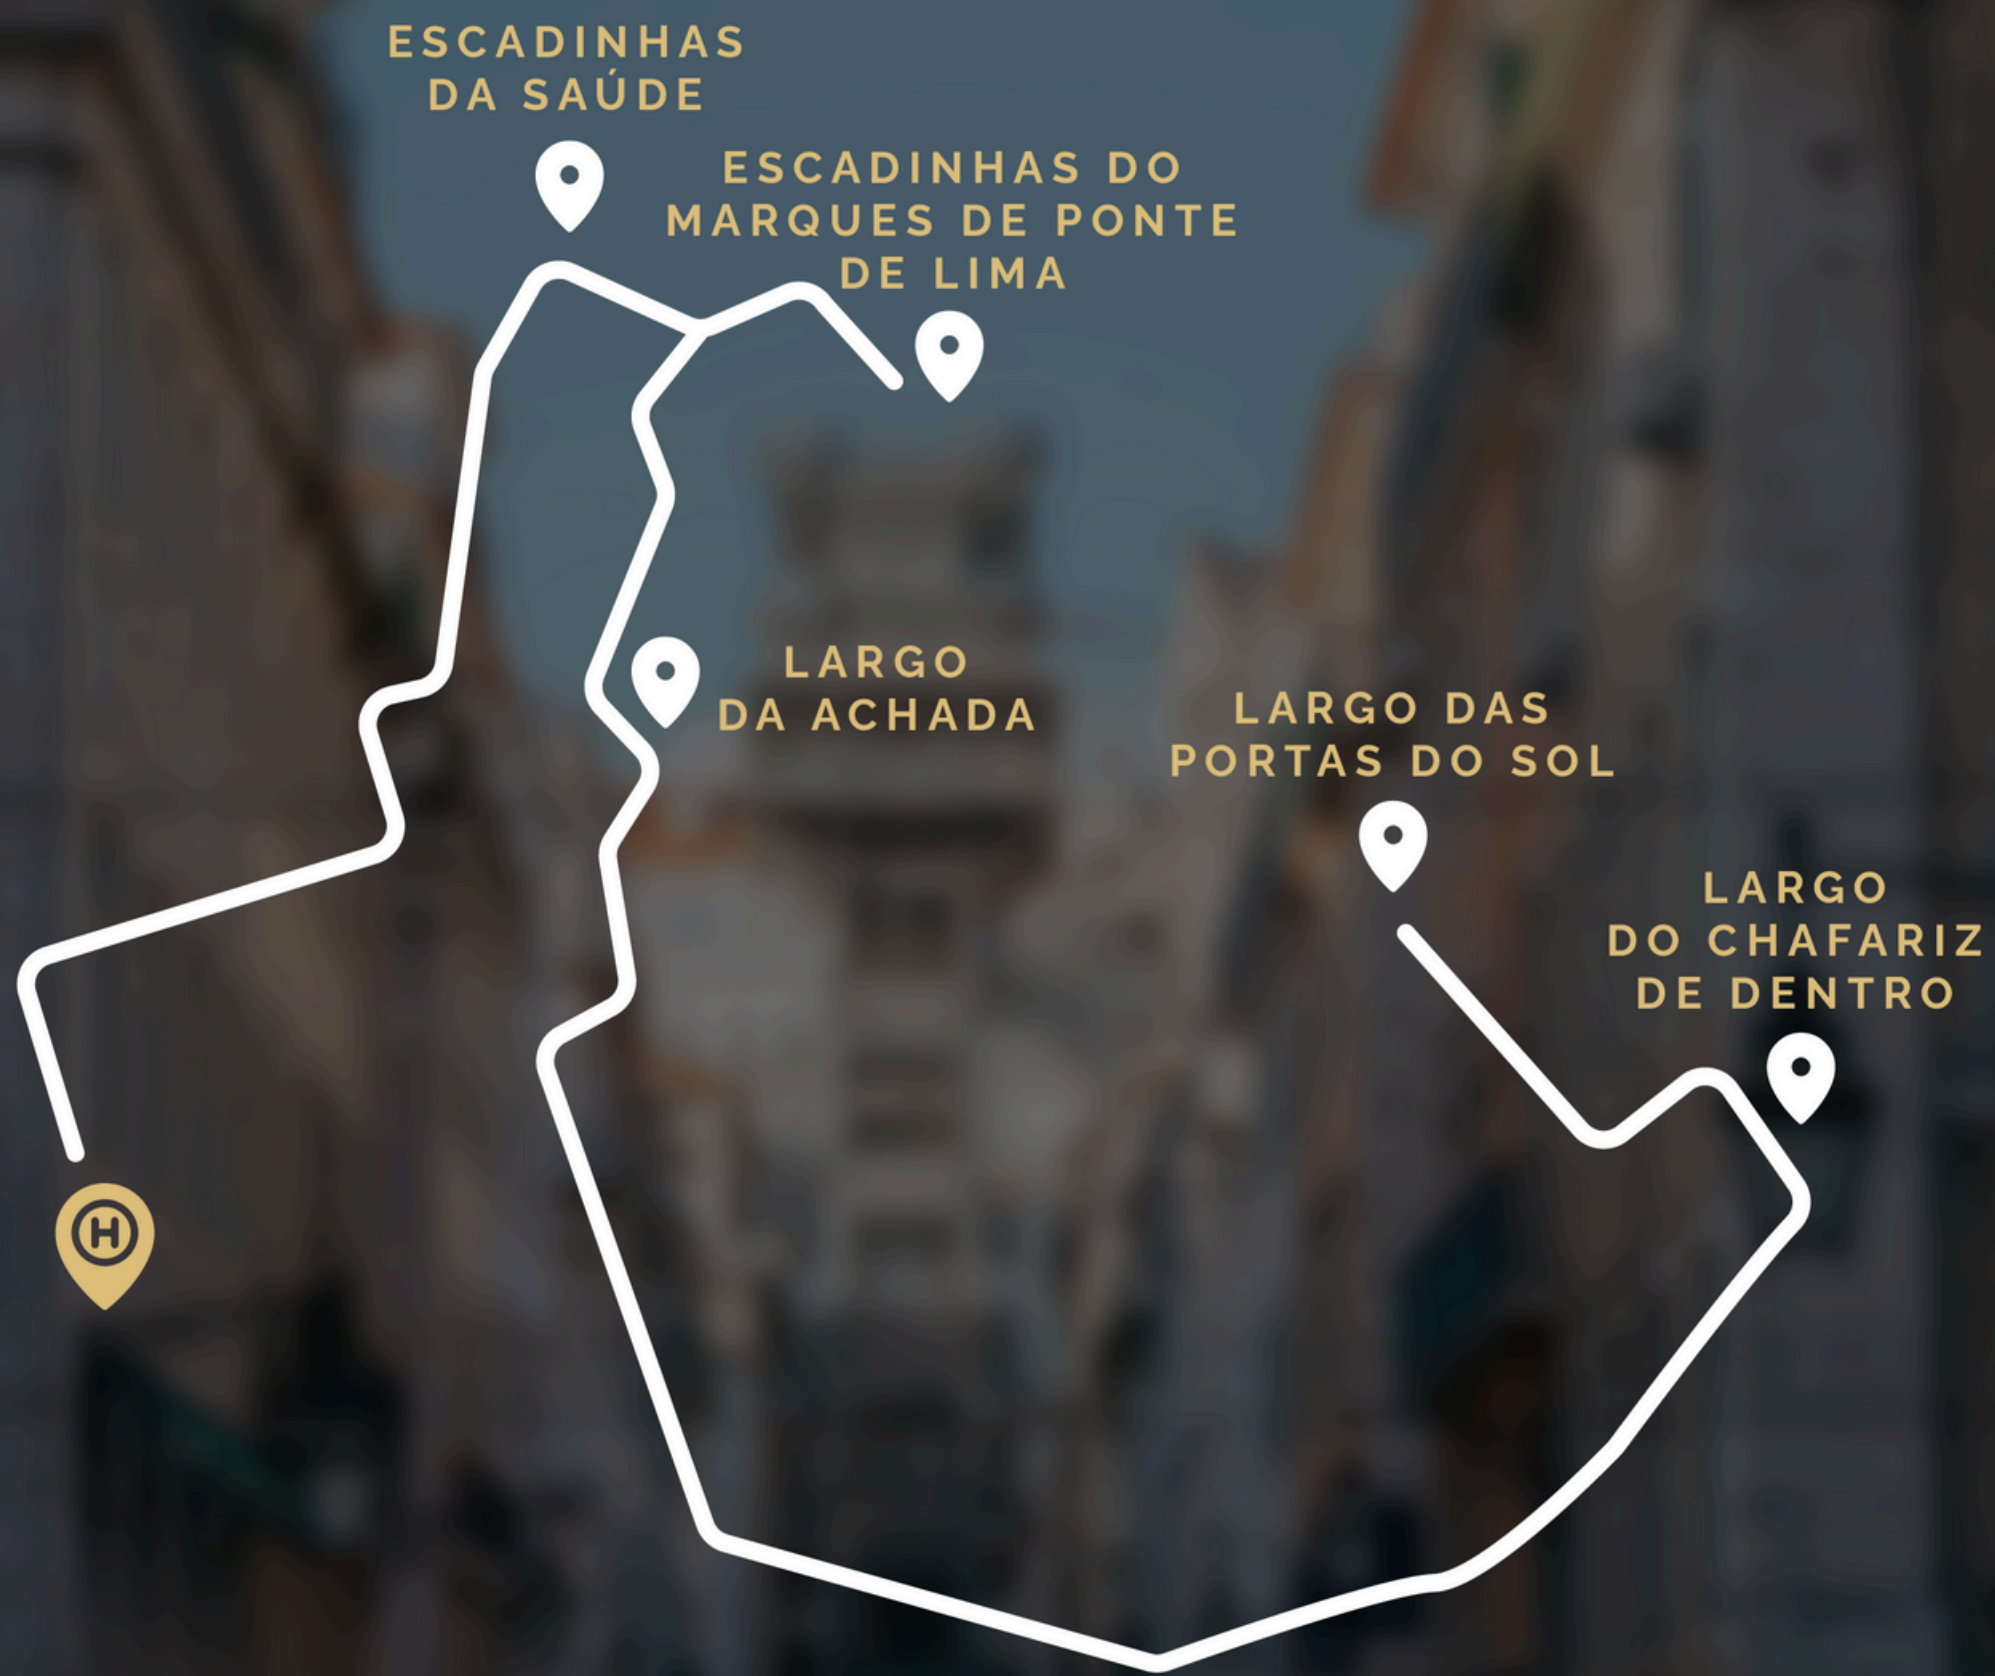 ESCADINHAS
DA SAÚDE
ESCADINHAS DO
MARQUES DE PONTE
DE LIMA
LARGO
DA ACHADA
LARGO DAS
PORTAS DO SOL
LARGO
DO CHAFARIZ
DE DENTRO
H